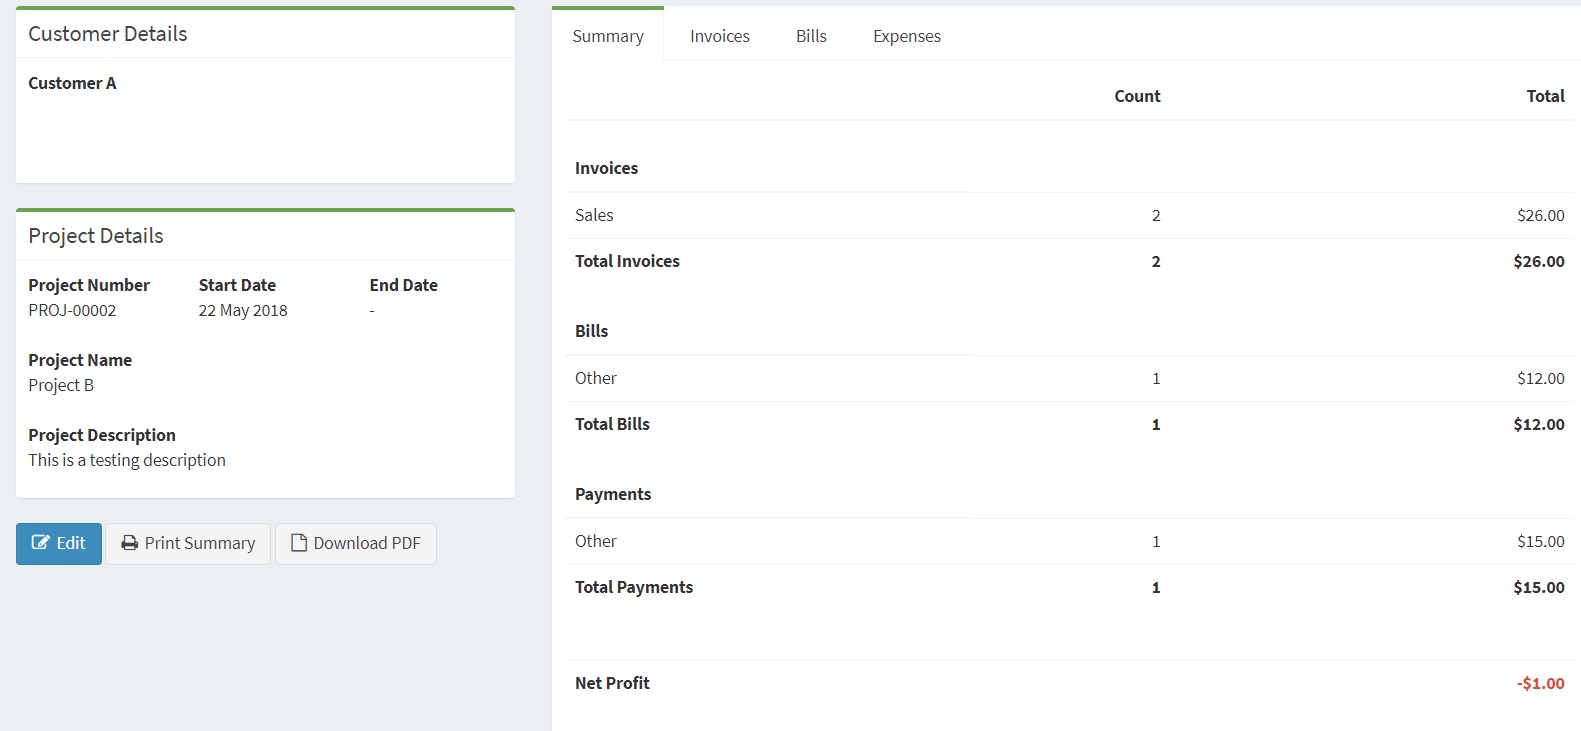 Customer Details
Customer A
Project Details
Project Number Start Date End Date
PROJ-00002 22 May 2018 -
Project Name
Project B
Project Description
This is a testing description
Edit Print Summary Download PDF
Summary Invoices Bills Expenses
Count Total
Invoices
Sales 2 $26.00
Total Invoices 2 $26.00
Bills
Other 1 $12.00
Total Bills 1 $12.00
Payments
Other 1 $15.00
Total Payments 1 $15.00
Net Profit -$1.00